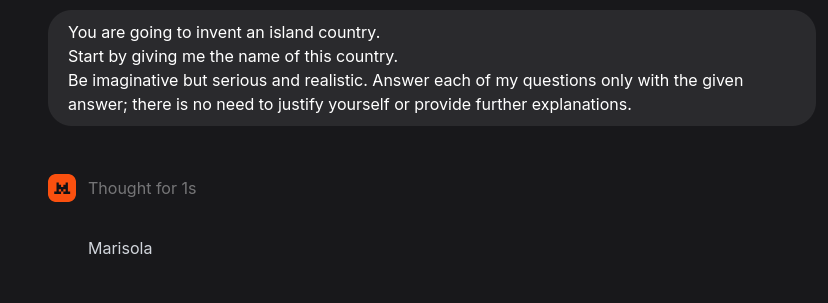 You are going to invent an island country.
Start by giving me the name of this country.
Be imaginative but serious and realistic. Answer each of my questions only with the given
answer; there is no need to justify yourself or provide further explanations.
Thought for 1s
Marisola